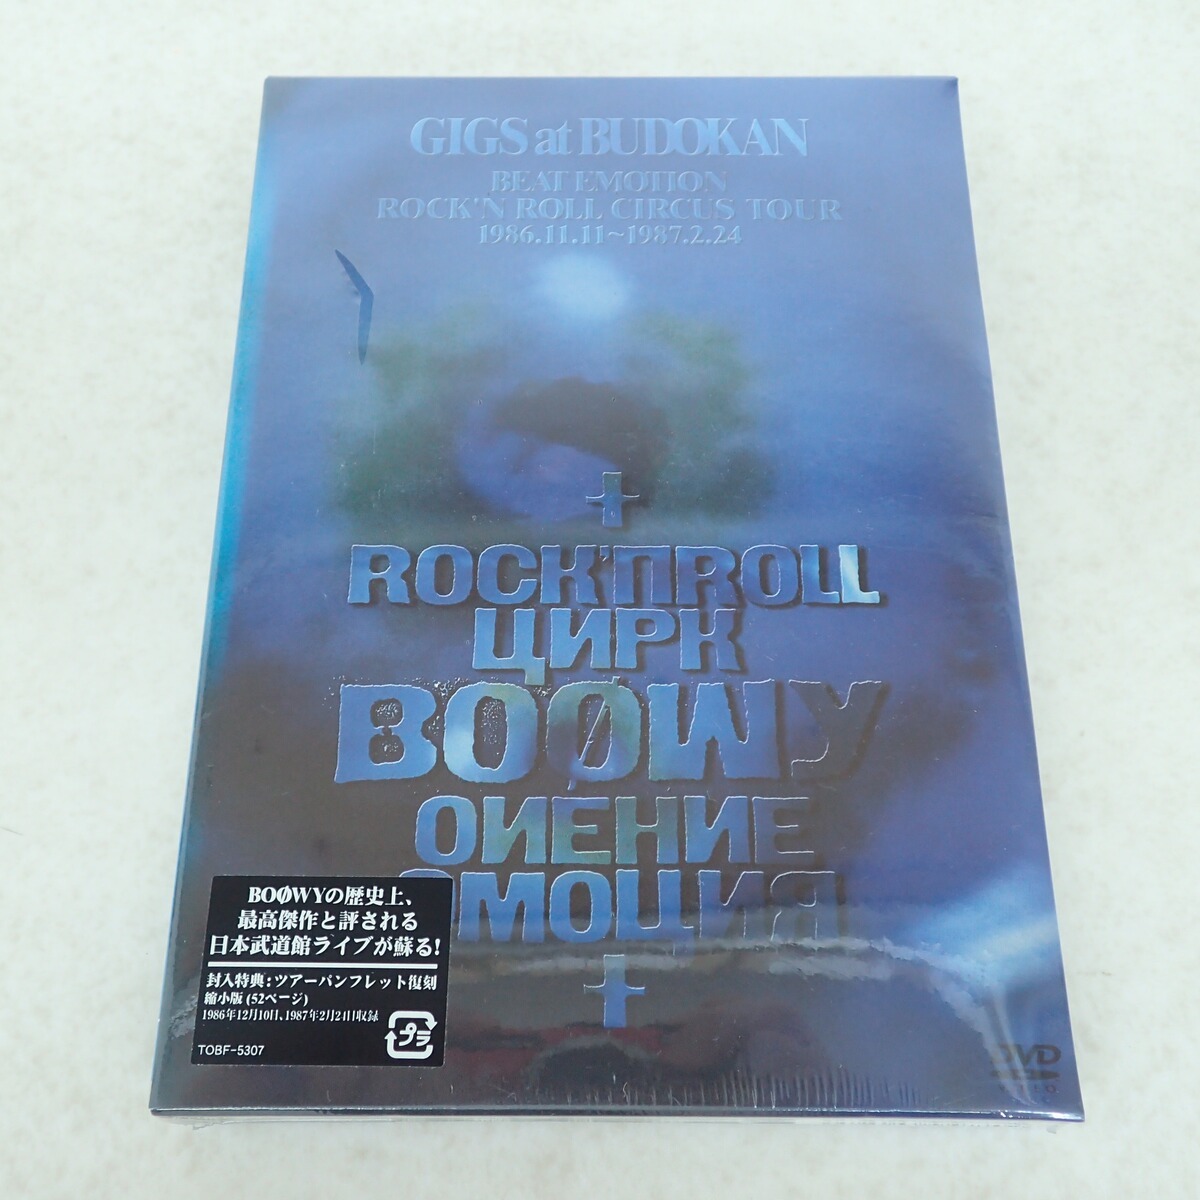 GIGS at BUDOKAN
BEAT EMOTION
ROCK'N ROLL CIRCUS TOUR
1986.11.11~1987.2.24
ROCK'ПROLL
ЦИРК
BOØWY
ОИЕНИЕ
ЭМОЦИЯ
BOØWYの歴史上、
最高傑作と評される
日本武道館ライブが蘇る!
封入特典:ツアーパンフレット復刻
縮小版(52ページ)
1986年12月10日、1987年2月24日収録
プラ
TOBF-5307
DVD
VIDEO